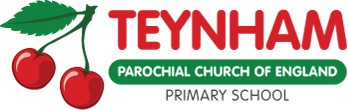 TEYNHAM
PAROCHIAL CHURCH OF ENGLAND
PRIMARY SCHOOL